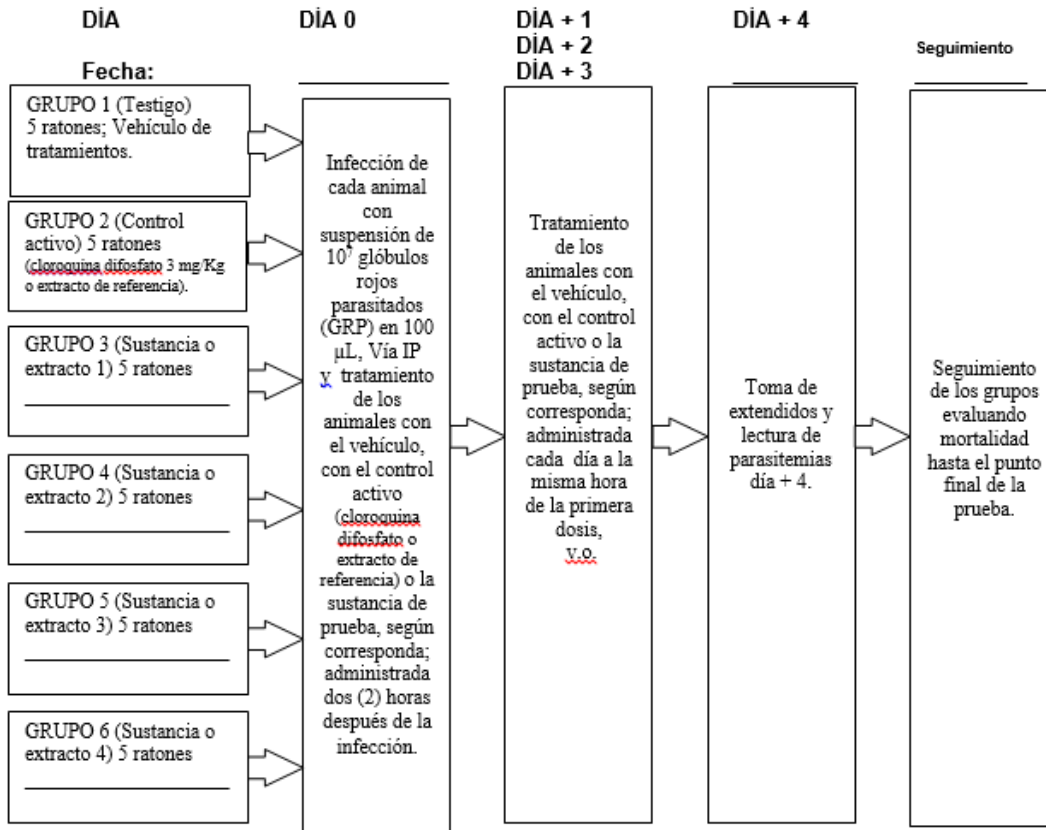 DİA
DİA 0
DİA + 1
DİA + 2
DİA + 3
DİA + 4
Seguimiento
Fecha:
GRUPO 1 (Testigo)
5 ratones; Vehículo de
tratamientos.
GRUPO 2 (Control
activo) 5 ratones
(cloroquina difosfato 3 mg/Kg
o extracto de referencia).
GRUPO 3 (Sustancia o
extracto 1) 5 ratones
GRUPO 4 (Sustancia o
extracto 2) 5 ratones
GRUPO 5 (Sustancia o
extracto 3) 5 ratones
GRUPO 6 (Sustancia o
extracto 4) 5 ratones
Infección de
cada animal
con
suspensión de
10⁷ glóbulos
rojos
parasitados
(GRP) en 100
µL, Vía IP
y tratamiento
de los
animales con
el vehículo,
con el control
activo
(cloroquina
difosfato o
extracto de
referencia) o la
sustancia de
prueba, según
corresponda;
administrada
dos (2) horas
después de la
infección.
Tratamiento
de los
animales con
el vehículo,
con el control
activo o la
sustancia de
prueba, según
corresponda;
administrada
cada día a la
misma hora
de la primera
dosis,
v.o.
Toma de
extendidos y
lectura de
parasitemias
día + 4.
Seguimiento
de los grupos
evaluando
mortalidad
hasta el punto
final de la
prueba.